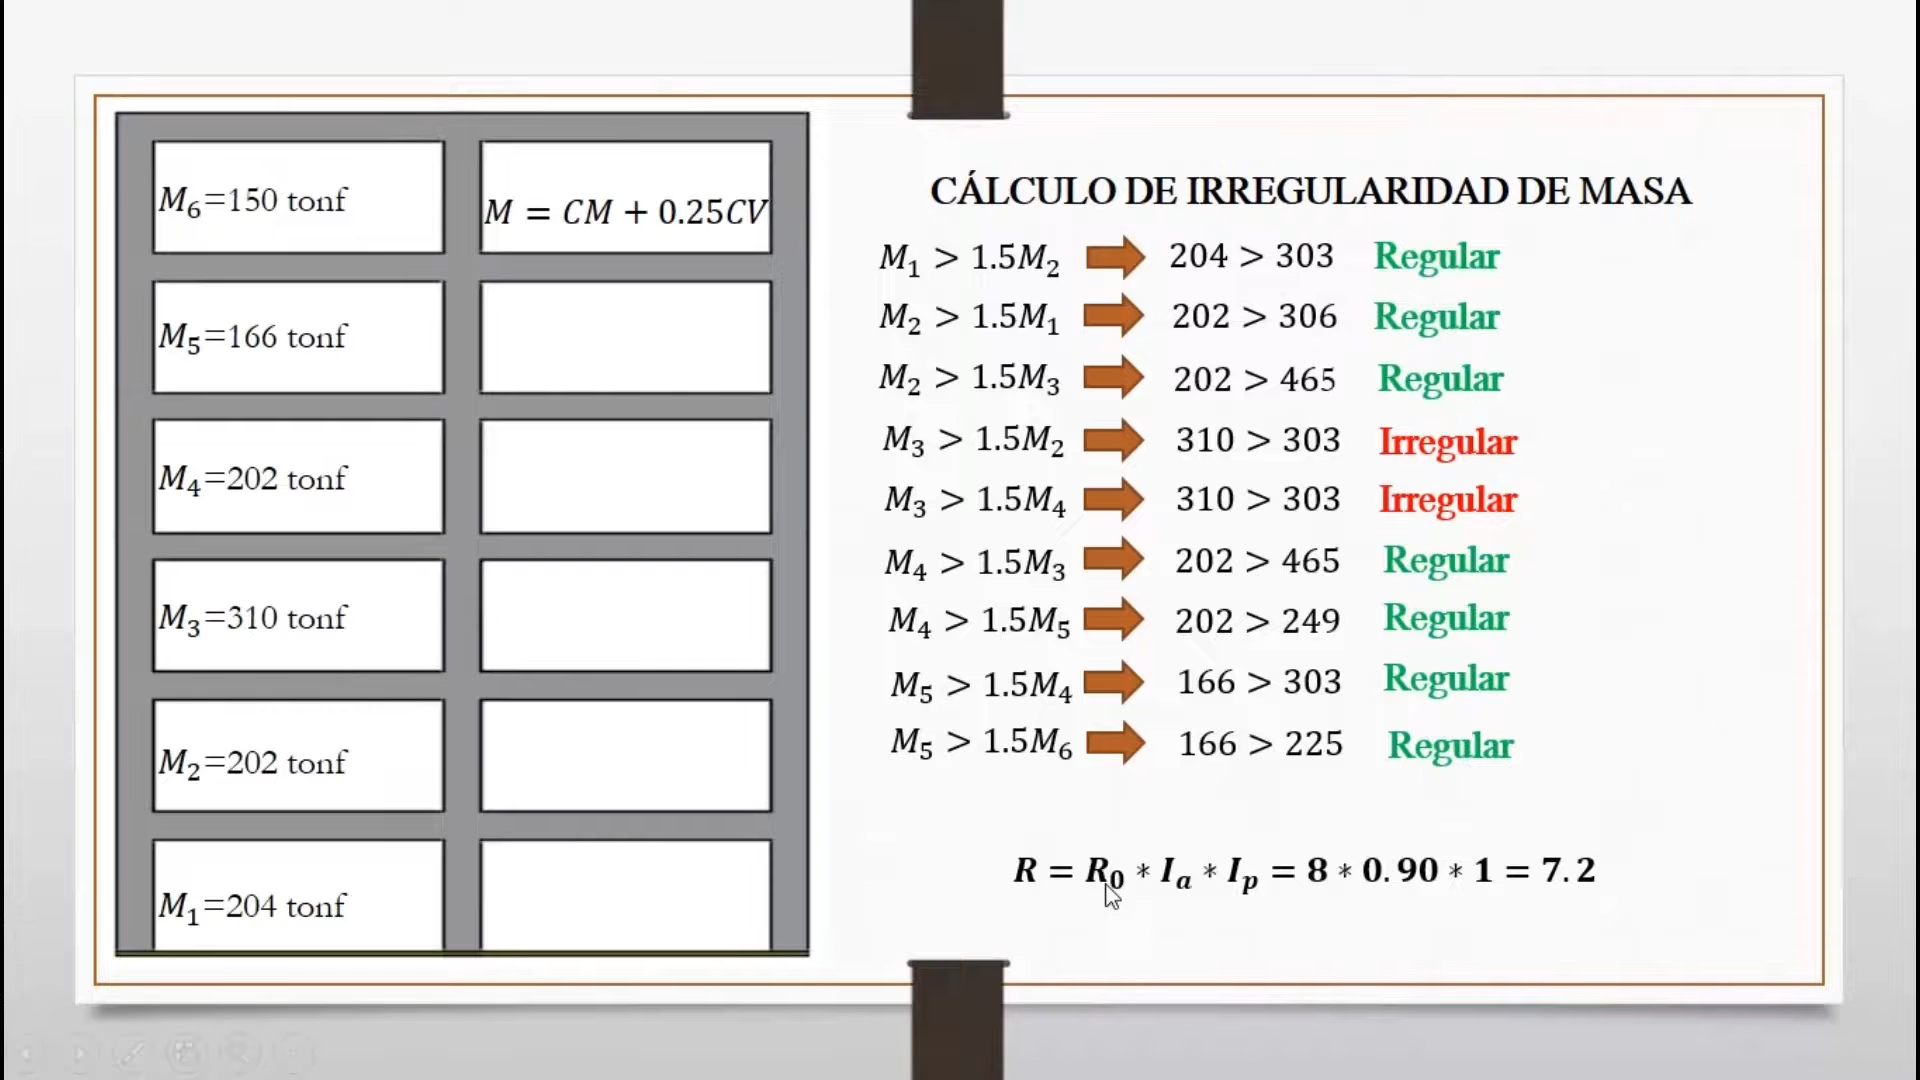 M₆=150 tonf
M = CM + 0.25CV
M₅=166 tonf
M₄=202 tonf
M₃=310 tonf
M₂=202 tonf
M₁=204 tonf
CÁLCULO DE IRREGULARIDAD DE MASA
M₁ > 1.5M₂ 204 > 303 Regular
M₂ > 1.5M₁ 202 > 306 Regular
M₂ > 1.5M₃ 202 > 465 Regular
M₃ > 1.5M₂ 310 > 303 Irregular
M₃ > 1.5M₄ 310 > 303 Irregular
M₄ > 1.5M₃ 202 > 465 Regular
M₄ > 1.5M₅ 202 > 249 Regular
M₅ > 1.5M₄ 166 > 303 Regular
M₅ > 1.5M₆ 166 > 225 Regular
R = R₀ * Iₐ * Iₚ = 8 * 0.90 * 1 = 7.2